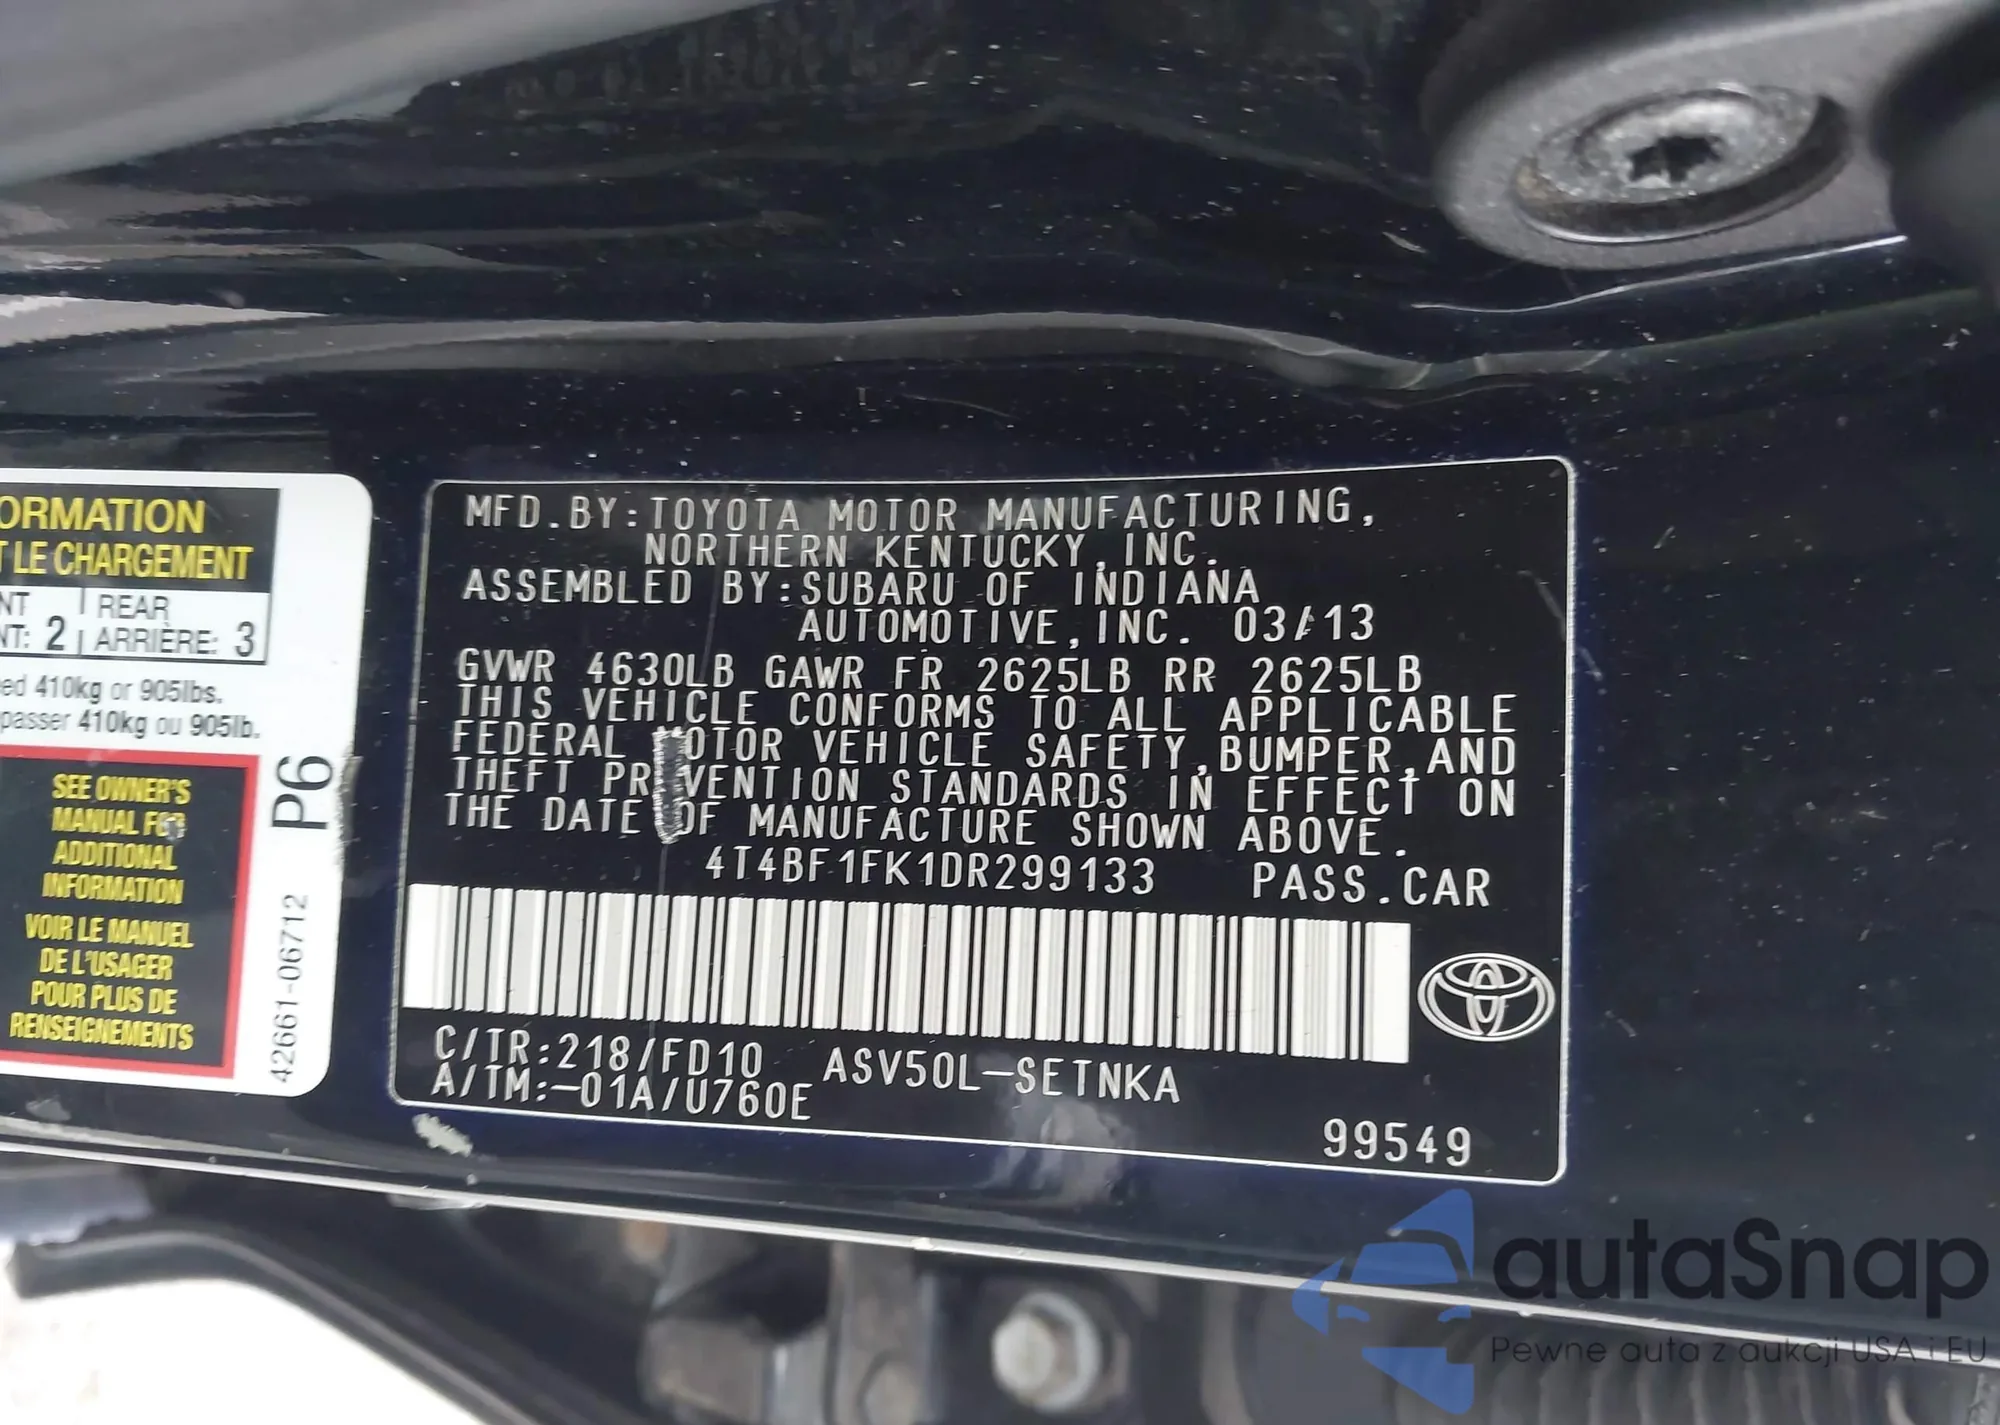 ORMATION
T LE CHARGEMENT
NT REAR
NT: 2 ARRIÈRE: 3
ed 410kg or 905lbs.
passer 410kg ou 905lb.
SEE OWNER'S
MANUAL FOR
ADDITIONAL
INFORMATION
VOIR LE MANUEL
DE L'USAGER
POUR PLUS DE
RENSEIGNEMENTS
P6
42661-06712
MFD.BY:TOYOTA MOTOR MANUFACTURING,
NORTHERN KENTUCKY,INC.
ASSEMBLED BY:SUBARU OF INDIANA
AUTOMOTIVE,INC. 03/13
GVWR 4630LB GAWR FR 2625LB RR 2625LB
THIS VEHICLE CONFORMS TO ALL APPLICABLE
FEDERAL MOTOR VEHICLE SAFETY,BUMPER,AND
THEFT PREVENTION STANDARDS IN EFFECT ON
THE DATE OF MANUFACTURE SHOWN ABOVE.
4T4BF1FK1DR299133 PASS.CAR
C/TR:218/FD10 ASV50L-SETNKA
A/TM:-01A/U760E
99549
autaSnap
Pewne auta z aukcji USA i EU